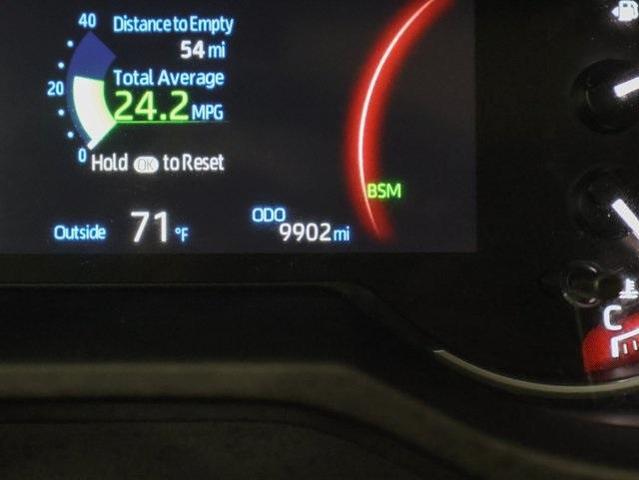 40 Distance to Empty
54 mi
Total Average
20 24.2 MPG
0 Hold OK to Reset
BSM
Outside 71 °F ODO 9902 mi
C